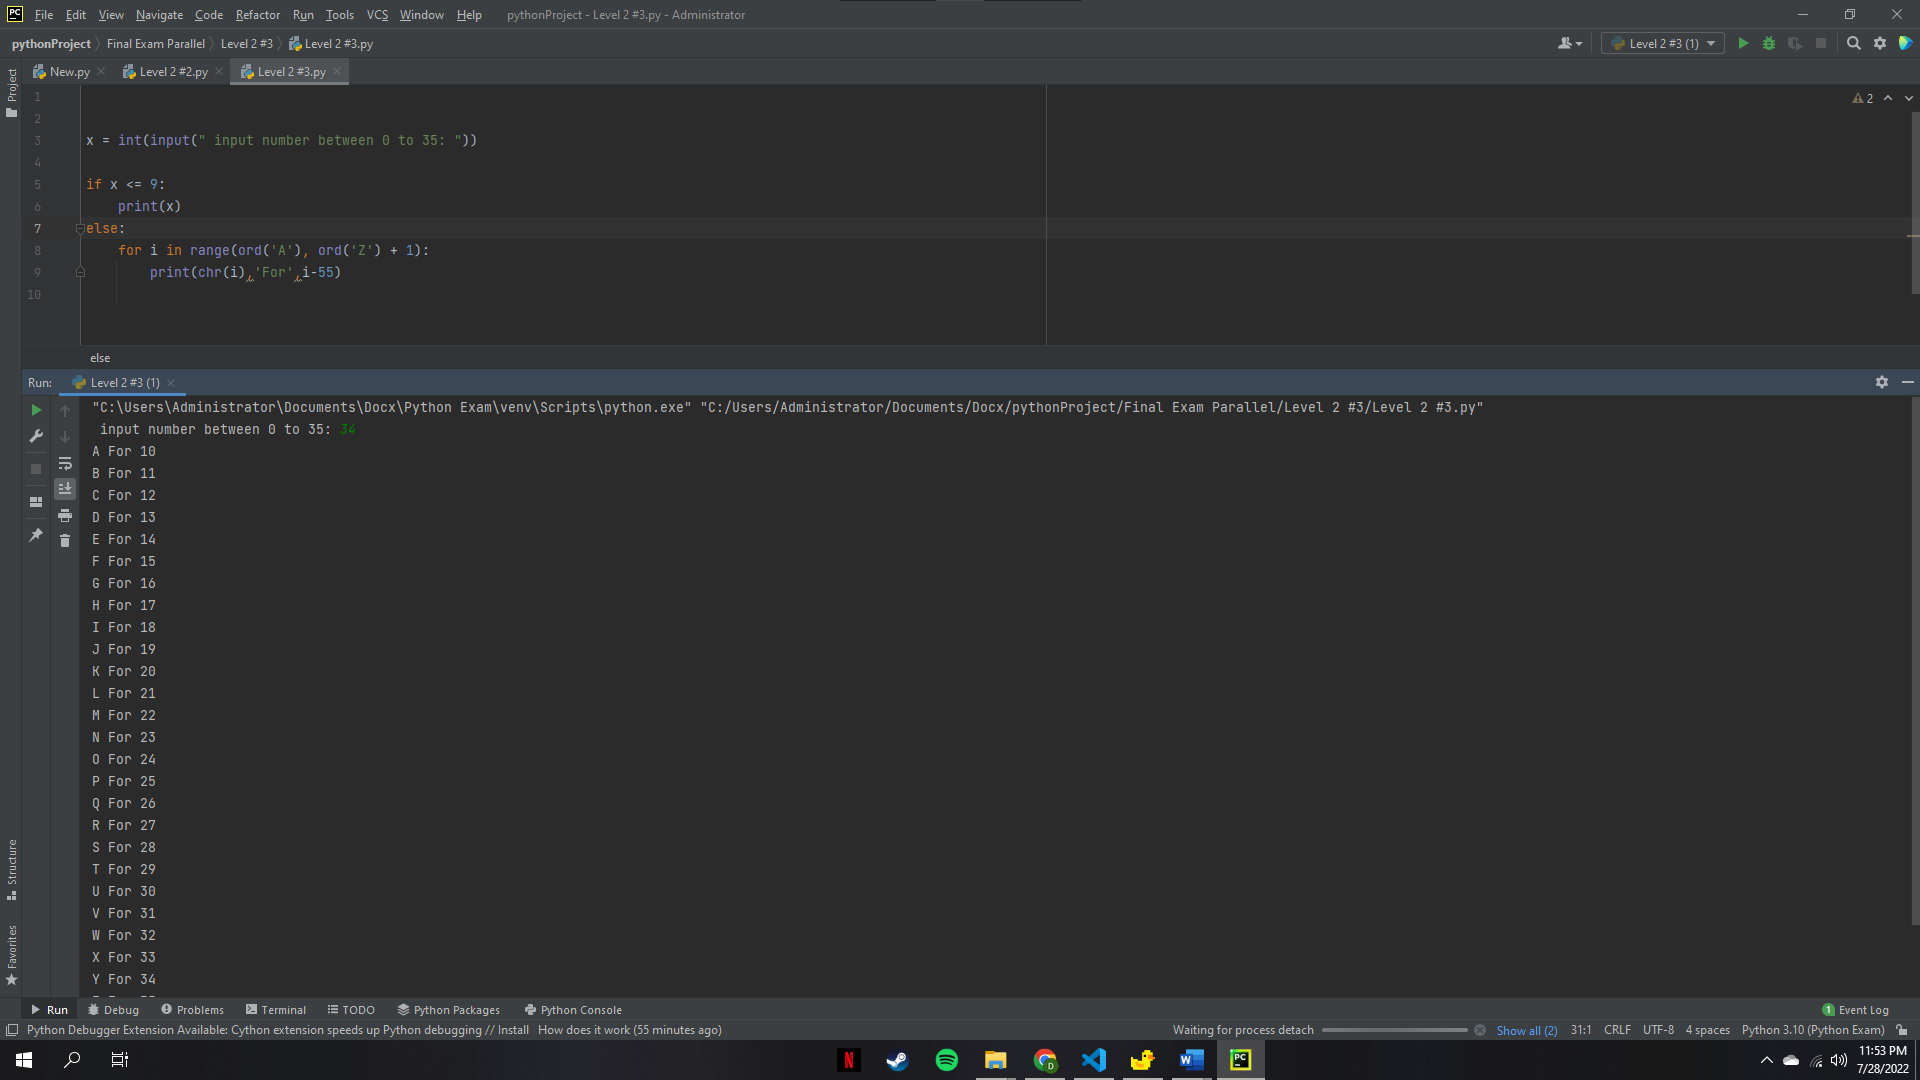 PC File Edit View Navigate Code Refactor Run Tools VCS Window Help pythonProject - Level 2 #3.py - Administrator
pythonProject Final Exam Parallel Level 2 #3 Level 2 #3.py Level 2 #3 (1)
Project
New.py Level 2 #2.py Level 2 #3.py
1 2
2
3 x = int(input(" input number between 0 to 35: "))
4
5 if x <= 9:
6 print(x)
7 else:
8 for i in range(ord('A'), ord('Z') + 1):
9 print(chr(i),'For',i-55)
10
else
Run: Level 2 #3 (1)
"C:\Users\Administrator\Documents\Docx\Python Exam\venv\Scripts\python.exe" "C:/Users/Administrator/Documents/Docx/pythonProject/Final Exam Parallel/Level 2 #3/Level 2 #3.py"
input number between 0 to 35: 34
A For 10
B For 11
C For 12
D For 13
E For 14
F For 15
G For 16
H For 17
I For 18
J For 19
K For 20
L For 21
M For 22
N For 23
O For 24
P For 25
Q For 26
R For 27
S For 28
T For 29
U For 30
V For 31
W For 32
X For 33
Y For 34
Structure
Favorites
Run Debug Problems Terminal TODO Python Packages Python Console 1 Event Log
Python Debugger Extension Available: Cython extension speeds up Python debugging // Install How does it work (55 minutes ago) Waiting for process detach Show all (2) 31:1 CRLF UTF-8 4 spaces Python 3.10 (Python Exam)
N D W PC 11:53 PM
7/28/2022